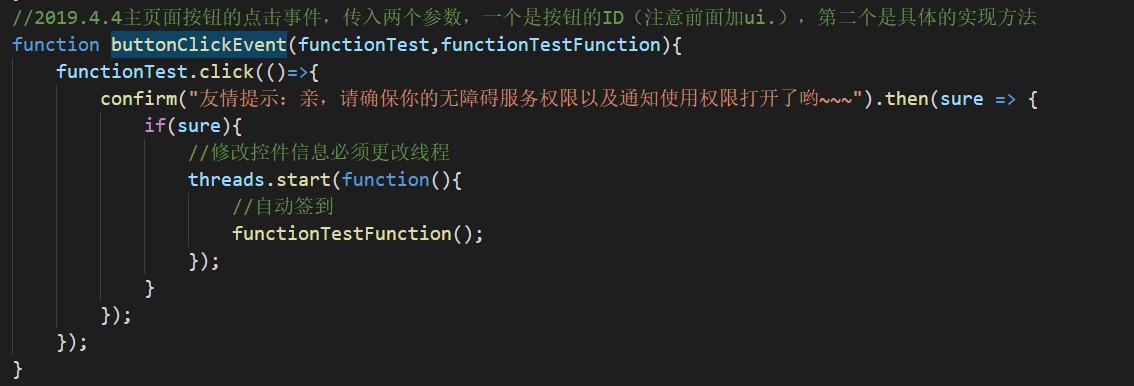 //2019.4.4主页面按钮的点击事件，传入两个参数，一个是按钮的ID（注意前面加ui.），第二个是具体的实现方法
function buttonClickEvent(functionTest,functionTestFunction){
    functionTest.click(()=>{
        confirm("友情提示：亲，请确保你的无障碍服务权限以及通知使用权限打开了哟~~~").then(sure => {
            if(sure){
                //修改控件信息必须更改线程
                threads.start(function(){
                    //自动签到
                    functionTestFunction();
                });
            }
        });
    });
}